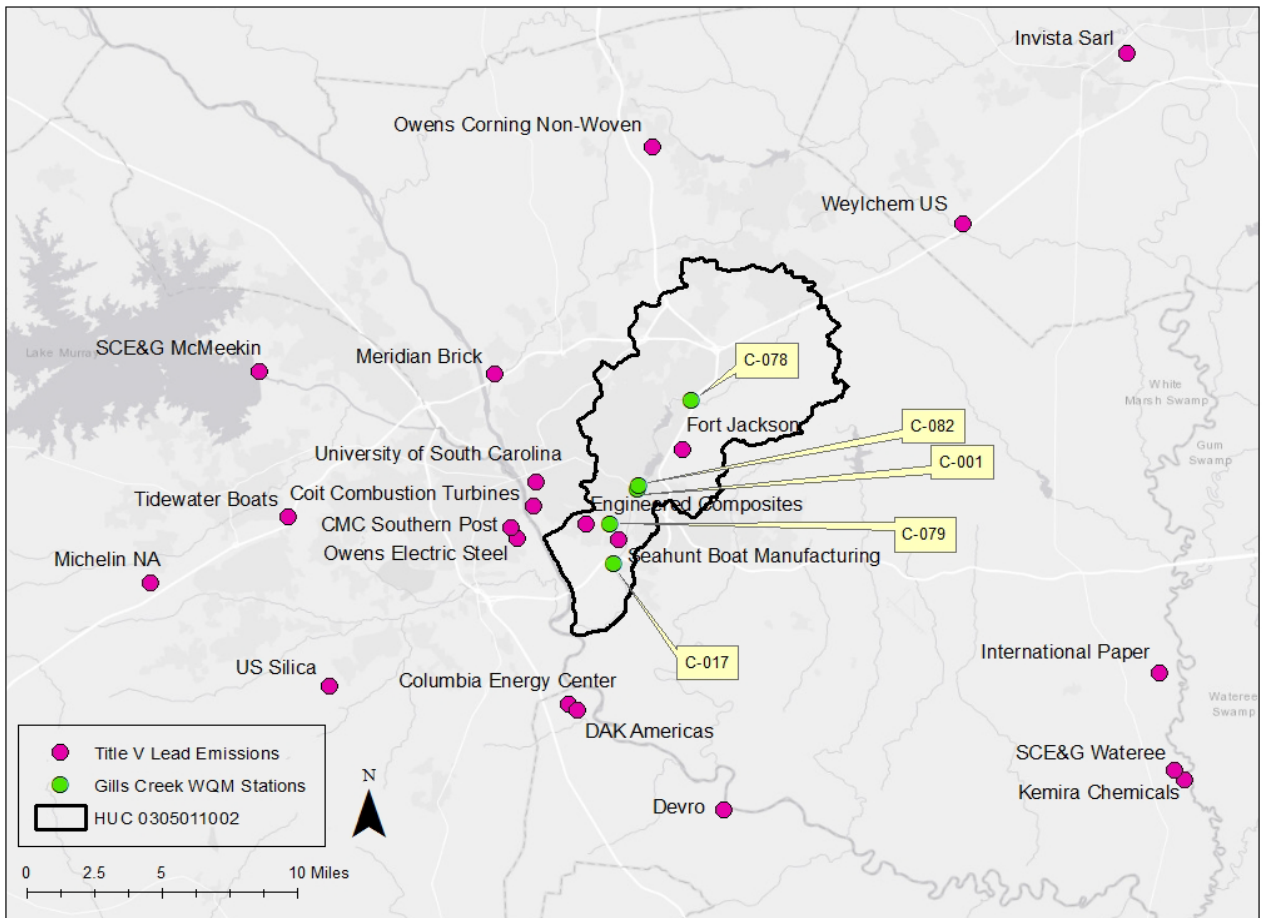 Invista Sarl
Owens Corning Non-Woven
Weylchem US
Lake Murray
SCE&G McMeekin
Meridian Brick
C-078
White
Marsh Swamp
Fort Jackson
C-082
Gum
Swamp
University of South Carolina
C-001
Tidewater Boats
Coit Combustion Turbines
Engineered Composites
CMC Southern Post
C-079
Owens Electric Steel
Seahunt Boat Manufacturing
Michelin NA
C-017
International Paper
US Silica
Columbia Energy Center
Wateree
Swamp
DAK Americas
Title V Lead Emissions
SCE&G Wateree
Gills Creek WQM Stations
N
Kemira Chemicals
HUC 0305011002
Devro
0 2.5 5 10 Miles